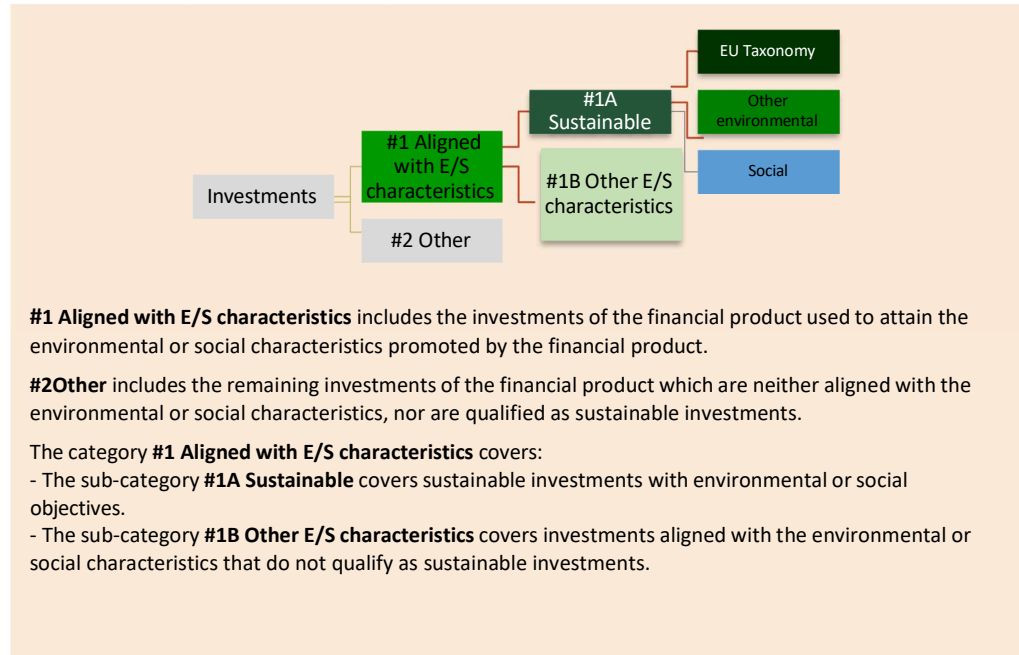 EU Taxonomy
#1A
Sustainable
Other
environmental
#1 Aligned
with E/S
characteristics
Social
#1B Other E/S
characteristics
Investments
#2 Other
#1 Aligned with E/S characteristics includes the investments of the financial product used to attain the
environmental or social characteristics promoted by the financial product.
#2Other includes the remaining investments of the financial product which are neither aligned with the
environmental or social characteristics, nor are qualified as sustainable investments.
The category #1 Aligned with E/S characteristics covers:
- The sub-category #1A Sustainable covers sustainable investments with environmental or social
objectives.
- The sub-category #1B Other E/S characteristics covers investments aligned with the environmental or
social characteristics that do not qualify as sustainable investments.